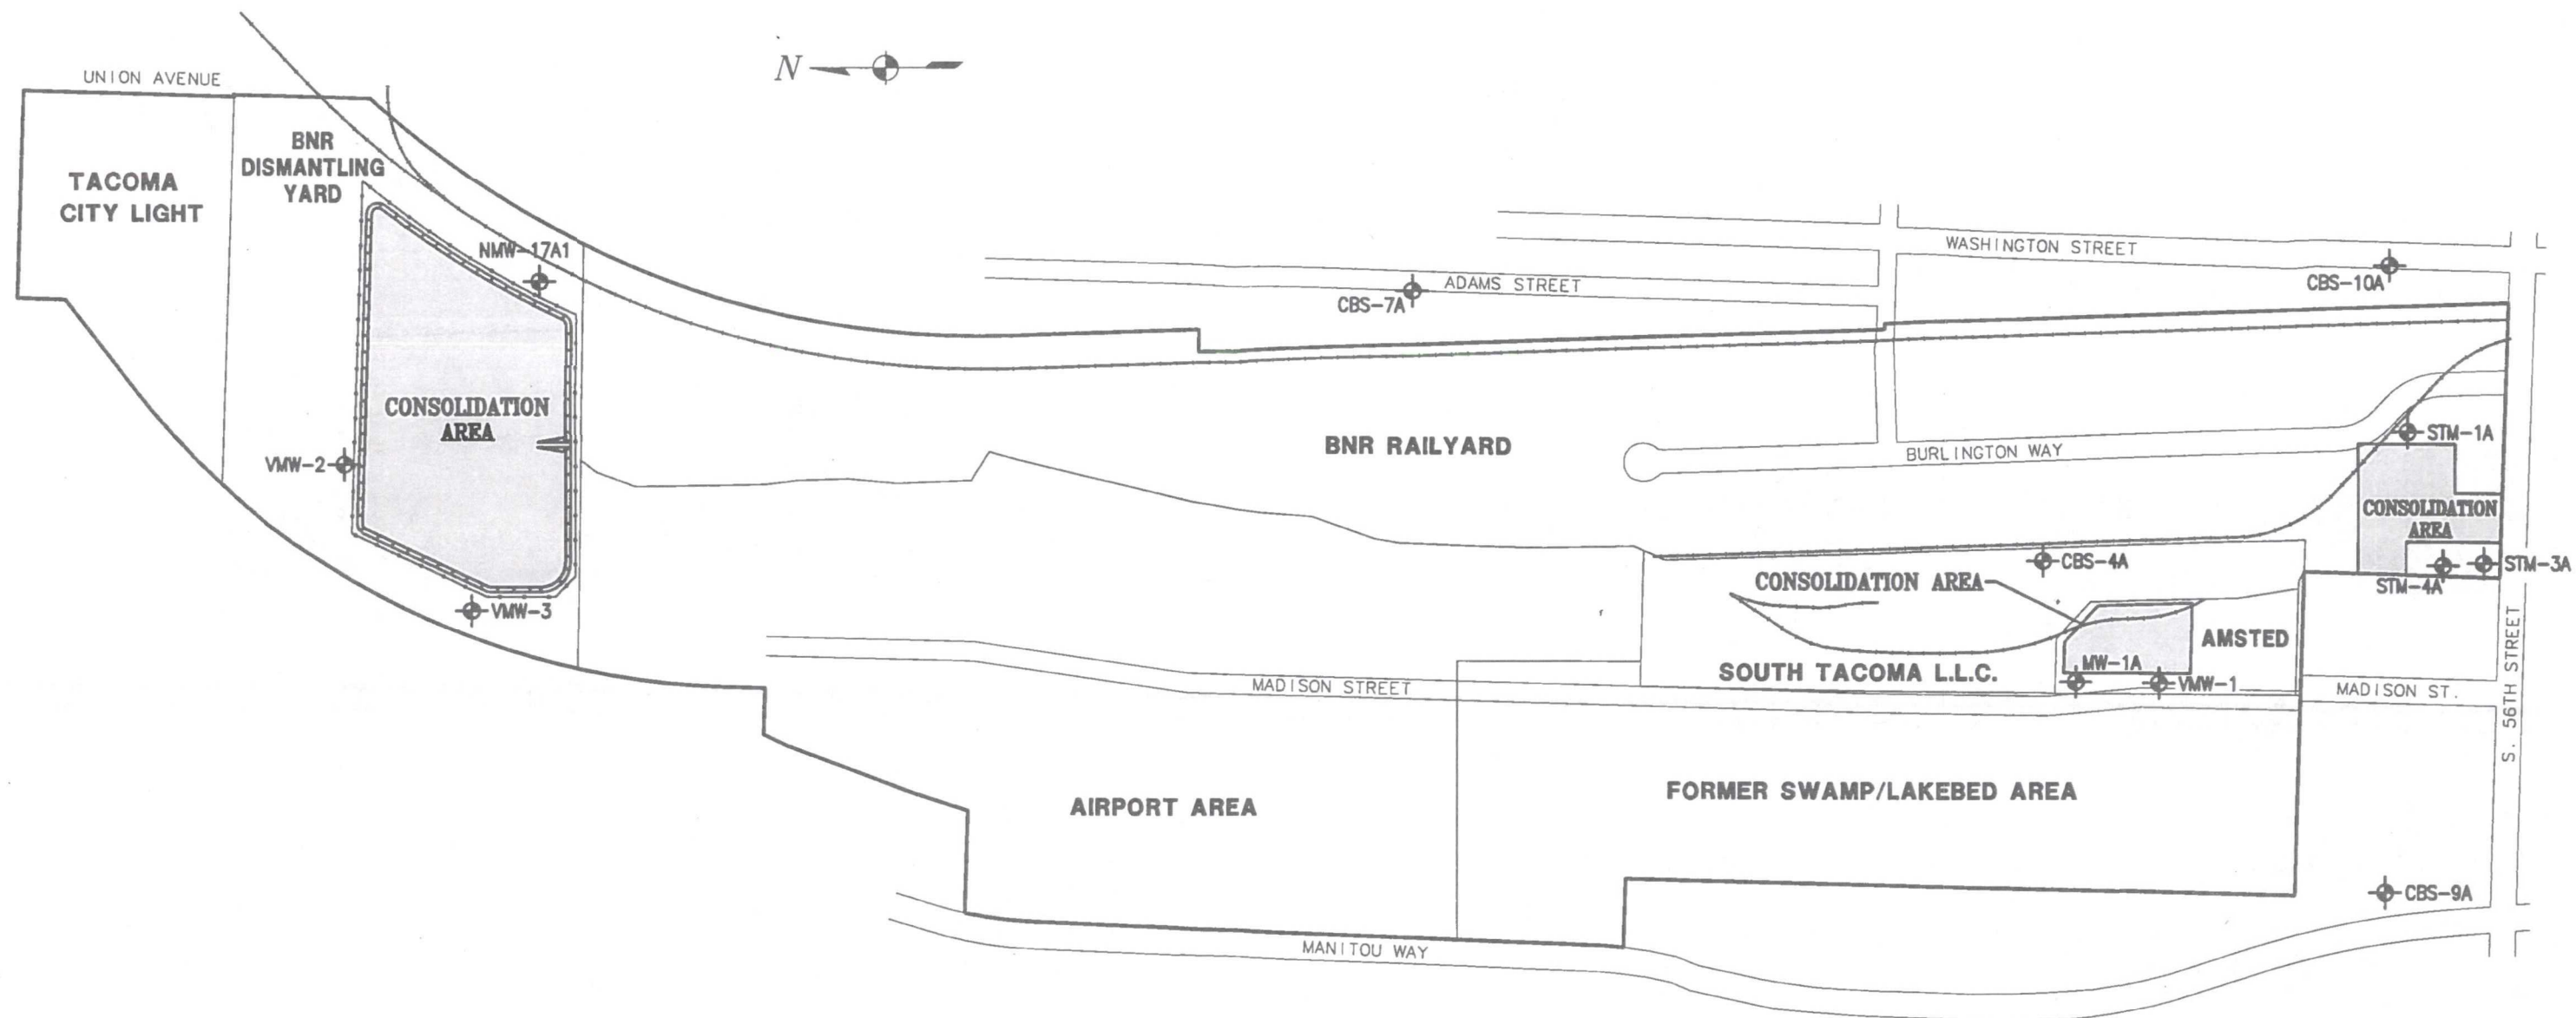 N
UNION AVENUE
BNR
DISMANTLING
YARD
TACOMA
CITY LIGHT
NMW-17A1
WASHINGTON STREET
ADAMS STREET
CBS-7A
CBS-10A
CONSOLIDATION
AREA
BNR RAILYARD
BURLINGTON WAY
STM-1A
VMW-2
CONSOLIDATION
AREA
CBS-4A
STM-3A
STM-4A
CONSOLIDATION AREA
VMW-3
AMSTED
MW-1A
SOUTH TACOMA L.L.C.
VMW-1
MADISON STREET
MADISON ST.
S. 56TH STREET
AIRPORT AREA
FORMER SWAMP/LAKEBED AREA
CBS-9A
MANITOU WAY